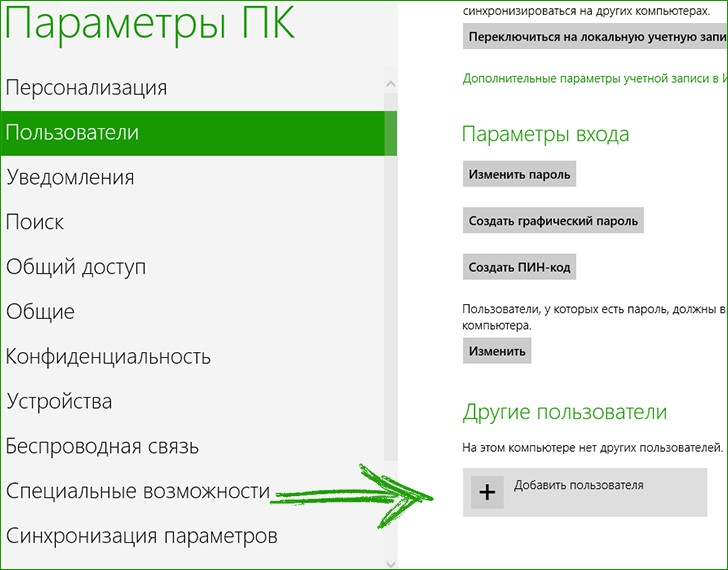 Параметры ПК
Персонализация
Пользователи
Уведомления
Поиск
Общий доступ
Общие
Конфиденциальность
Устройства
Беспроводная связь
Специальные возможности
Синхронизация параметров
синхронизироваться на других компьютерах.
Переключиться на локальную учетную запи
Дополнительные параметры учетной записи в И
Параметры входа
Изменить пароль
Создать графический пароль
Создать ПИН-код
Пользователи, у которых есть пароль, должны в
компьютера.
Изменить
Другие пользователи
На этом компьютере нет других пользователей.
Добавить пользователя